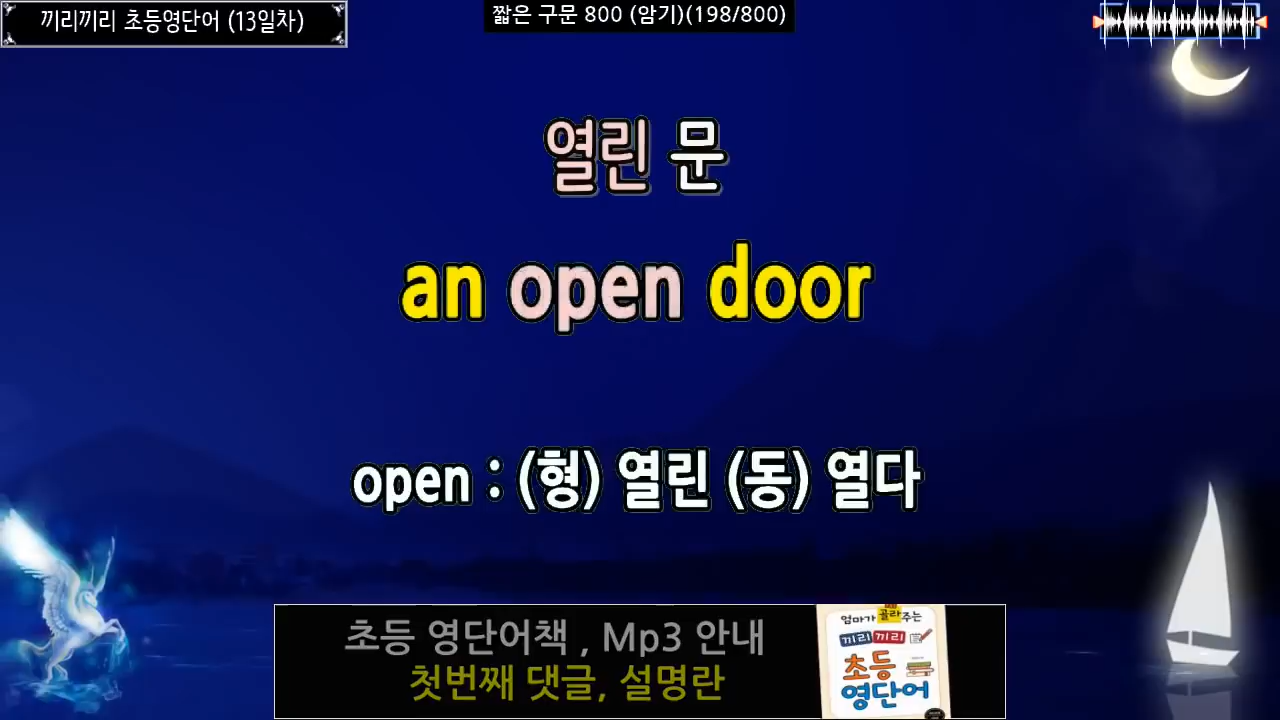 끼리끼리 초등영단어 (13일차)
짧은 구문 800 (암기)(198/800)
열린 문
an open door
open : (형) 열린 (동) 열다
초등 영단어책 , Mp3 안내
첫번째 댓글, 설명란
엄마가 골라주는
끼리끼리
초등
영단어